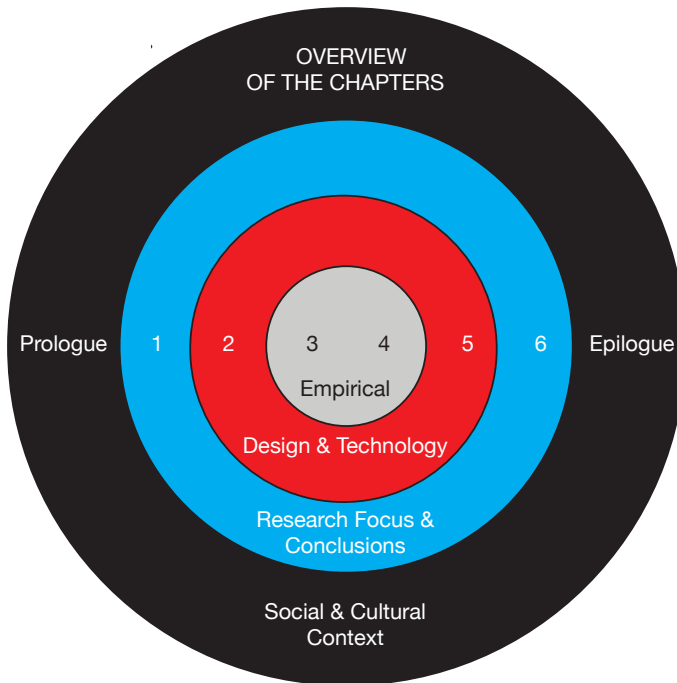 OVERVIEW
OF THE CHAPTERS
Prologue 1 2 3 4 5 6 Epilogue
Empirical
Design & Technology
Research Focus &
Conclusions
Social & Cultural
Context